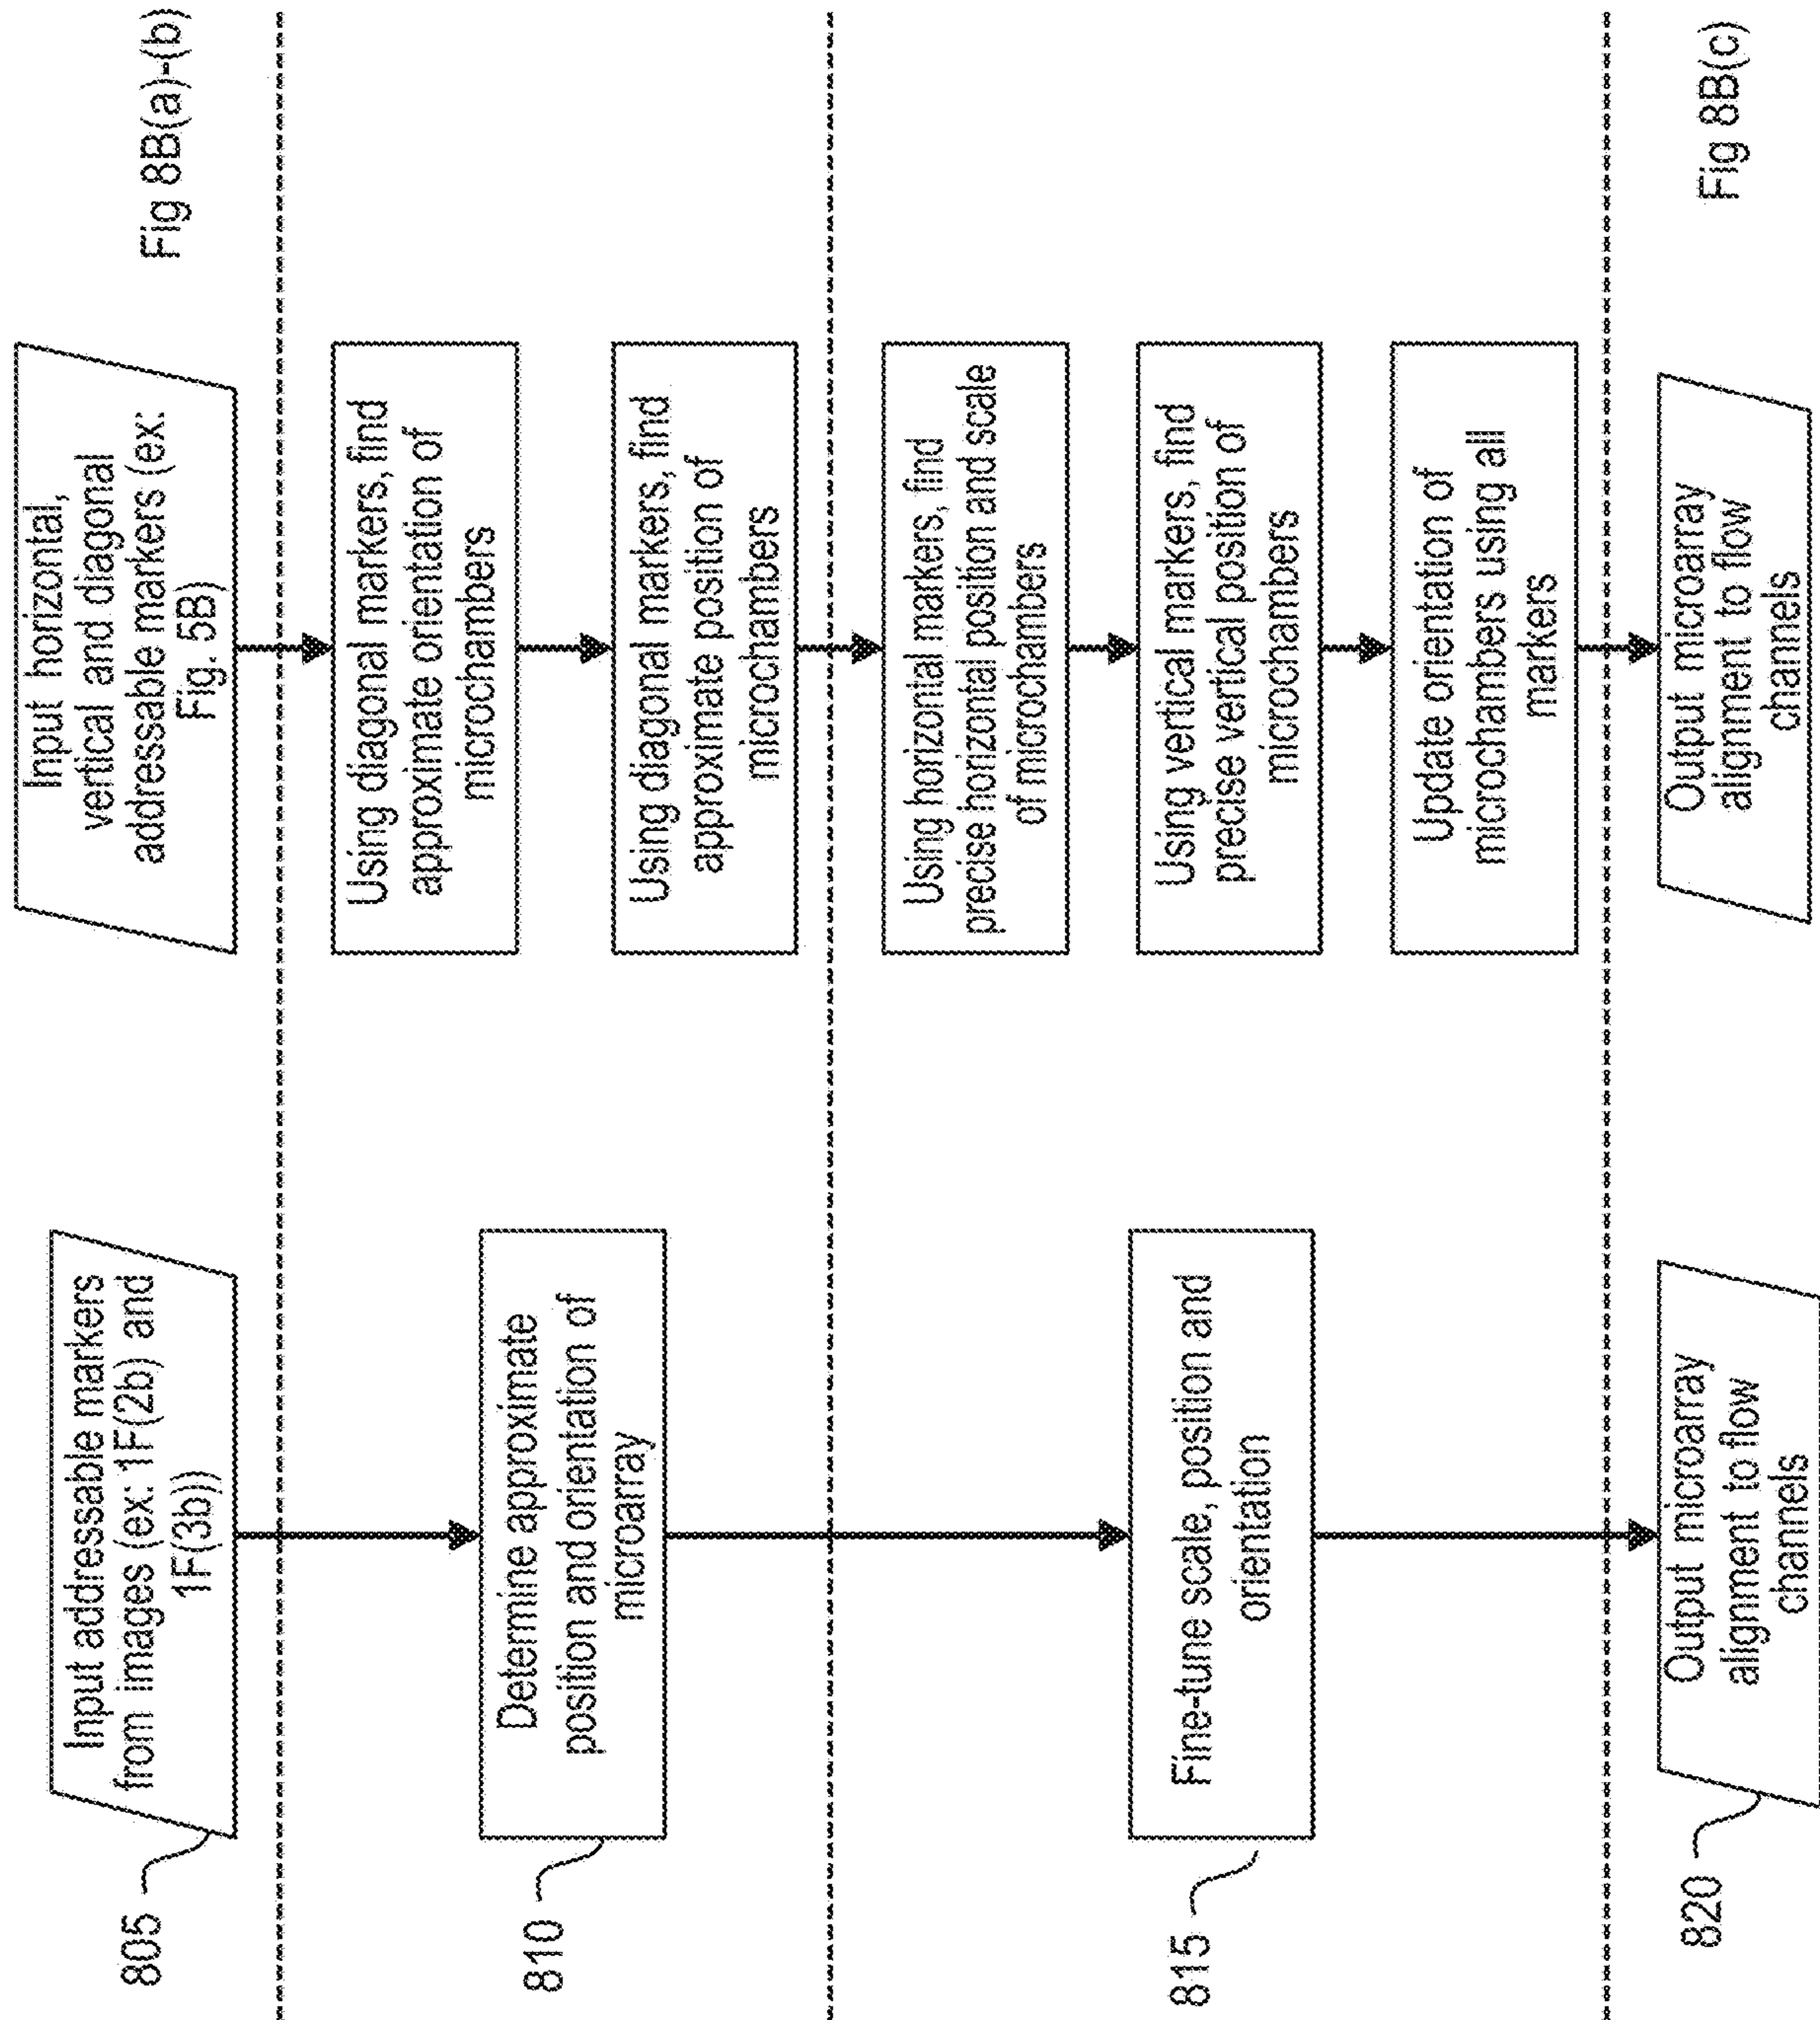 805
Input addressable markers
from images (ex: 1F(2b) and
1F(3b))
Input horizontal,
vertical and diagonal
addressable markers (ex:
Fig. 5B)
Fig 8B(a)-(b)
810
Determine approximate
position and orientation of
microarray
Using diagonal markers, find
approximate orientation of
microchambers
Using diagonal markers, find
approximate position of
microchambers
815
Fine-tune scale, position and
orientation
Using horizontal markers, find
precise horizontal position and scale
of microchambers
Using vertical markers, find
precise vertical position of
microchambers
Update orientation of
microchambers using all
markers
820
Output microarray
alignment to flow
channels
Output microarray
alignment to flow
channels
Fig 8B(c)